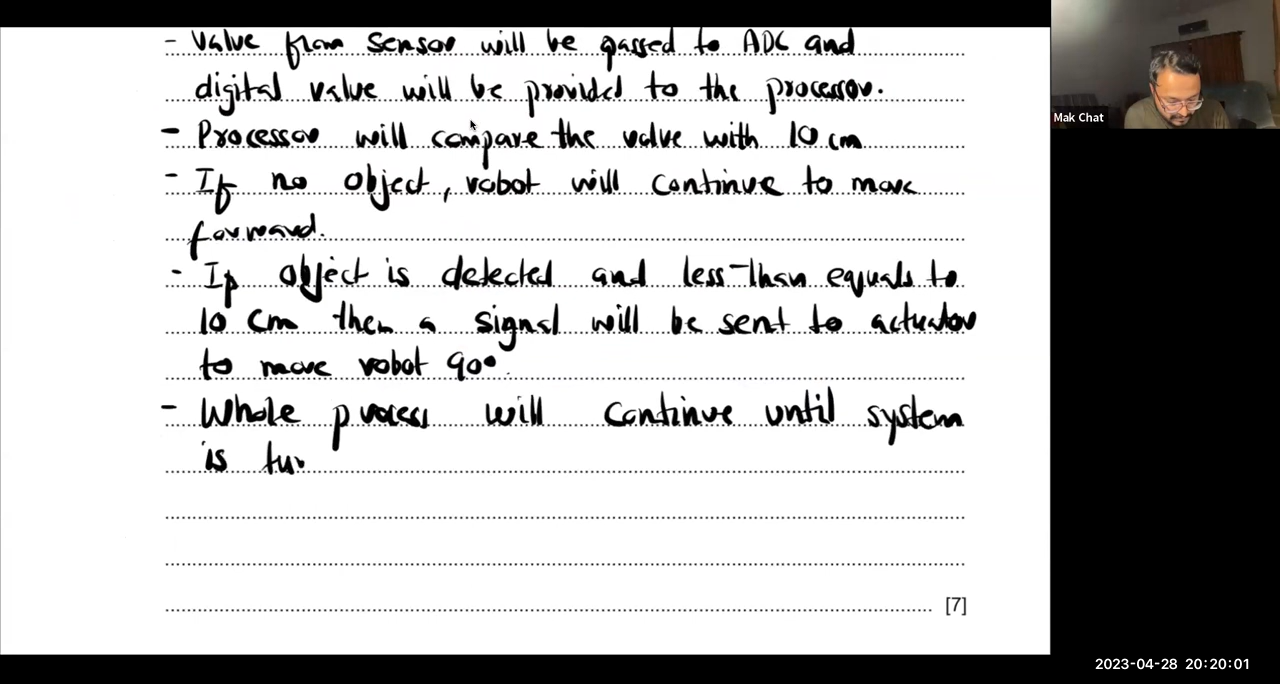 - Value from sensor will be passed to ADC and
digital value will be provided to the processor.
- Processor will compare the value with 10 cm
- If no object, robot will continue to move
forward.
- If object is detected and less-than equals to
10 cm then a signal will be sent to actuator
to move robot 90°.
- Whole process will continue until system
is tur
[7]
Mak Chat
2023-04-28 20:20:01